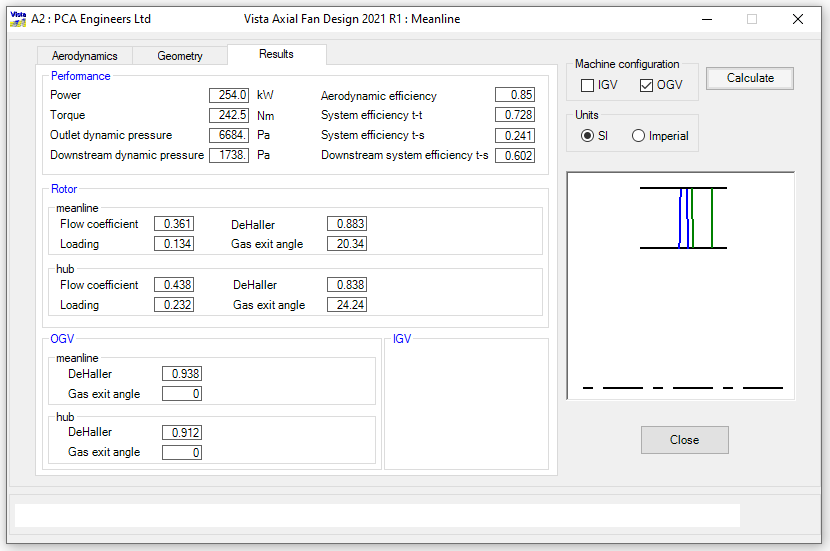 Vista A2 : PCA Engineers Ltd Vista Axial Fan Design 2021 R1 : Meanline
Aerodynamics Geometry Results
Performance
Power 254.0 kW Aerodynamic efficiency 0.85
Torque 242.5 Nm System efficiency t-t 0.728
Outlet dynamic pressure 6684. Pa System efficiency t-s 0.241
Downstream dynamic pressure 1738. Pa Downstream system efficiency t-s 0.602
Rotor
meanline
Flow coefficient 0.361 DeHaller 0.883
Loading 0.134 Gas exit angle 20.34
hub
Flow coefficient 0.438 DeHaller 0.838
Loading 0.232 Gas exit angle 24.24
OGV
meanline
DeHaller 0.938
Gas exit angle 0
hub
DeHaller 0.912
Gas exit angle 0
IGV
Machine configuration
IGV OGV
Calculate
Units
SI Imperial
Close